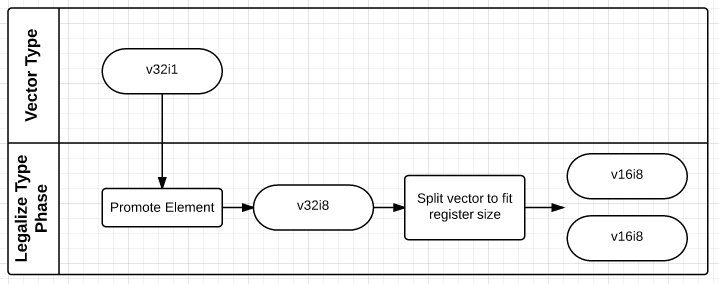 Vector Type
v32i1
Legalize Type
Phase
Promote Element
v32i8
Split vector to fit
register size
v16i8
v16i8